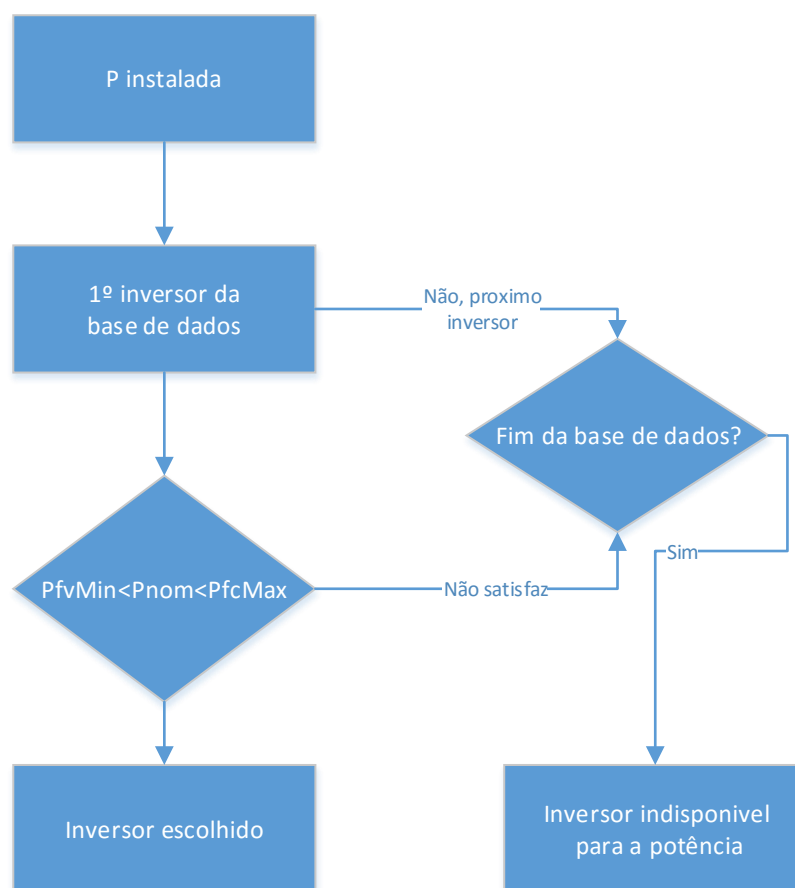 P instalada
1º inversor da
base de dados
Não, proximo
inversor
Fim da base de dados?
PfvMin<Pnom<PfcMax
Não satisfaz
Sim
Inversor escolhido
Inversor indisponivel
para a potência